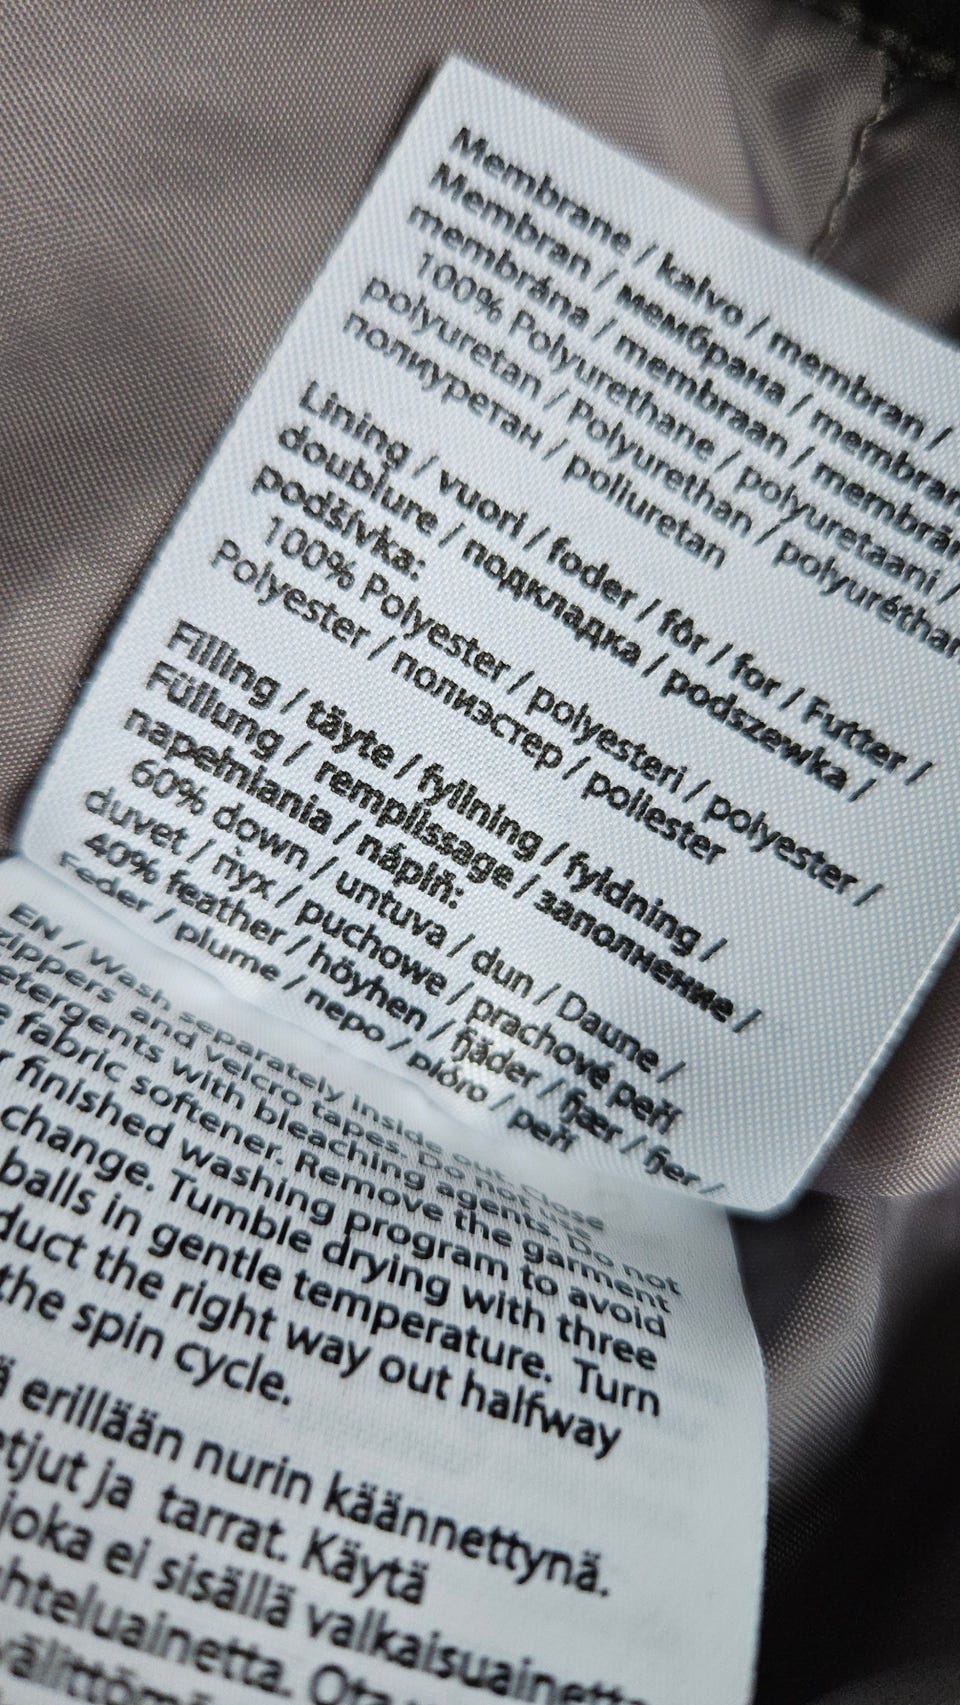 Membrane / kalvo / membran /
Membran / мембрана / membran
membrána / membraan / membrán
100% Polyurethane / polyuretaani /
polyuretan / Polyurethan / polyuréthan
полиуретан / poliuretan
Lining / vuori / foder / fôr / for / Futter /
doublure / подкладка / podszewka /
podšívka:
100% Polyester / polyesteri / polyester /
Polyester / полиэстер / poliester
Filling / täyte / fyllning / fyldning /
Füllung / remplissage / заполнение /
napełniania / náplň:
60% down / untuva / dun / Daune /
duvet / пух / puchowe / prachové peří
40% feather / höyhen / fjäder / fjær / fjer /
Feder / plume / перо / pióro / peří
EN / Wash separately inside out. Close
zippers and velcro tapes. Do not use
etergents with bleaching agents. Do not
fabric softener. Remove the garment
finished washing program to avoid
change. Tumble drying with three
balls in gentle temperature. Turn
duct the right way out halfway
the spin cycle.
ä erillään nurin käännettynä.
etjut ja tarrat. Käytä
joka ei sisällä valkaisuainetta
hteluainetta. Ota